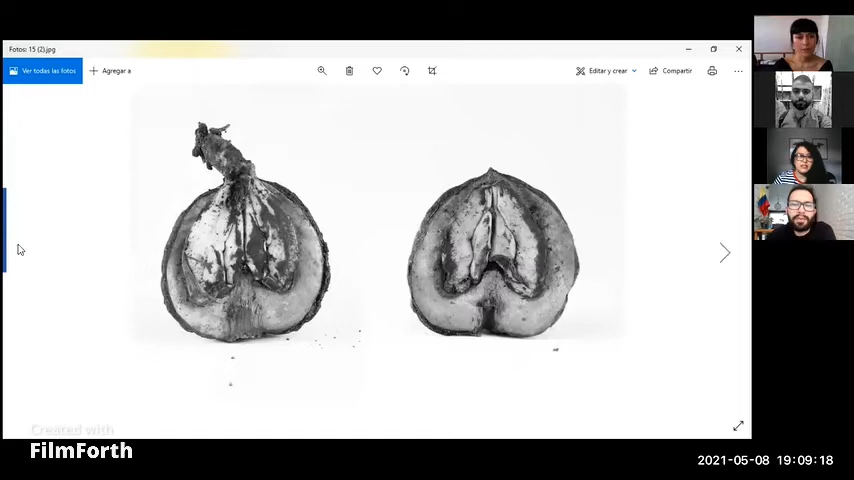 Fotos: 15 (2).jpg
Ver todas las fotos
Agregar a
Editar y crear
Compartir
Created with
FilmForth
2021-05-08 19:09:18